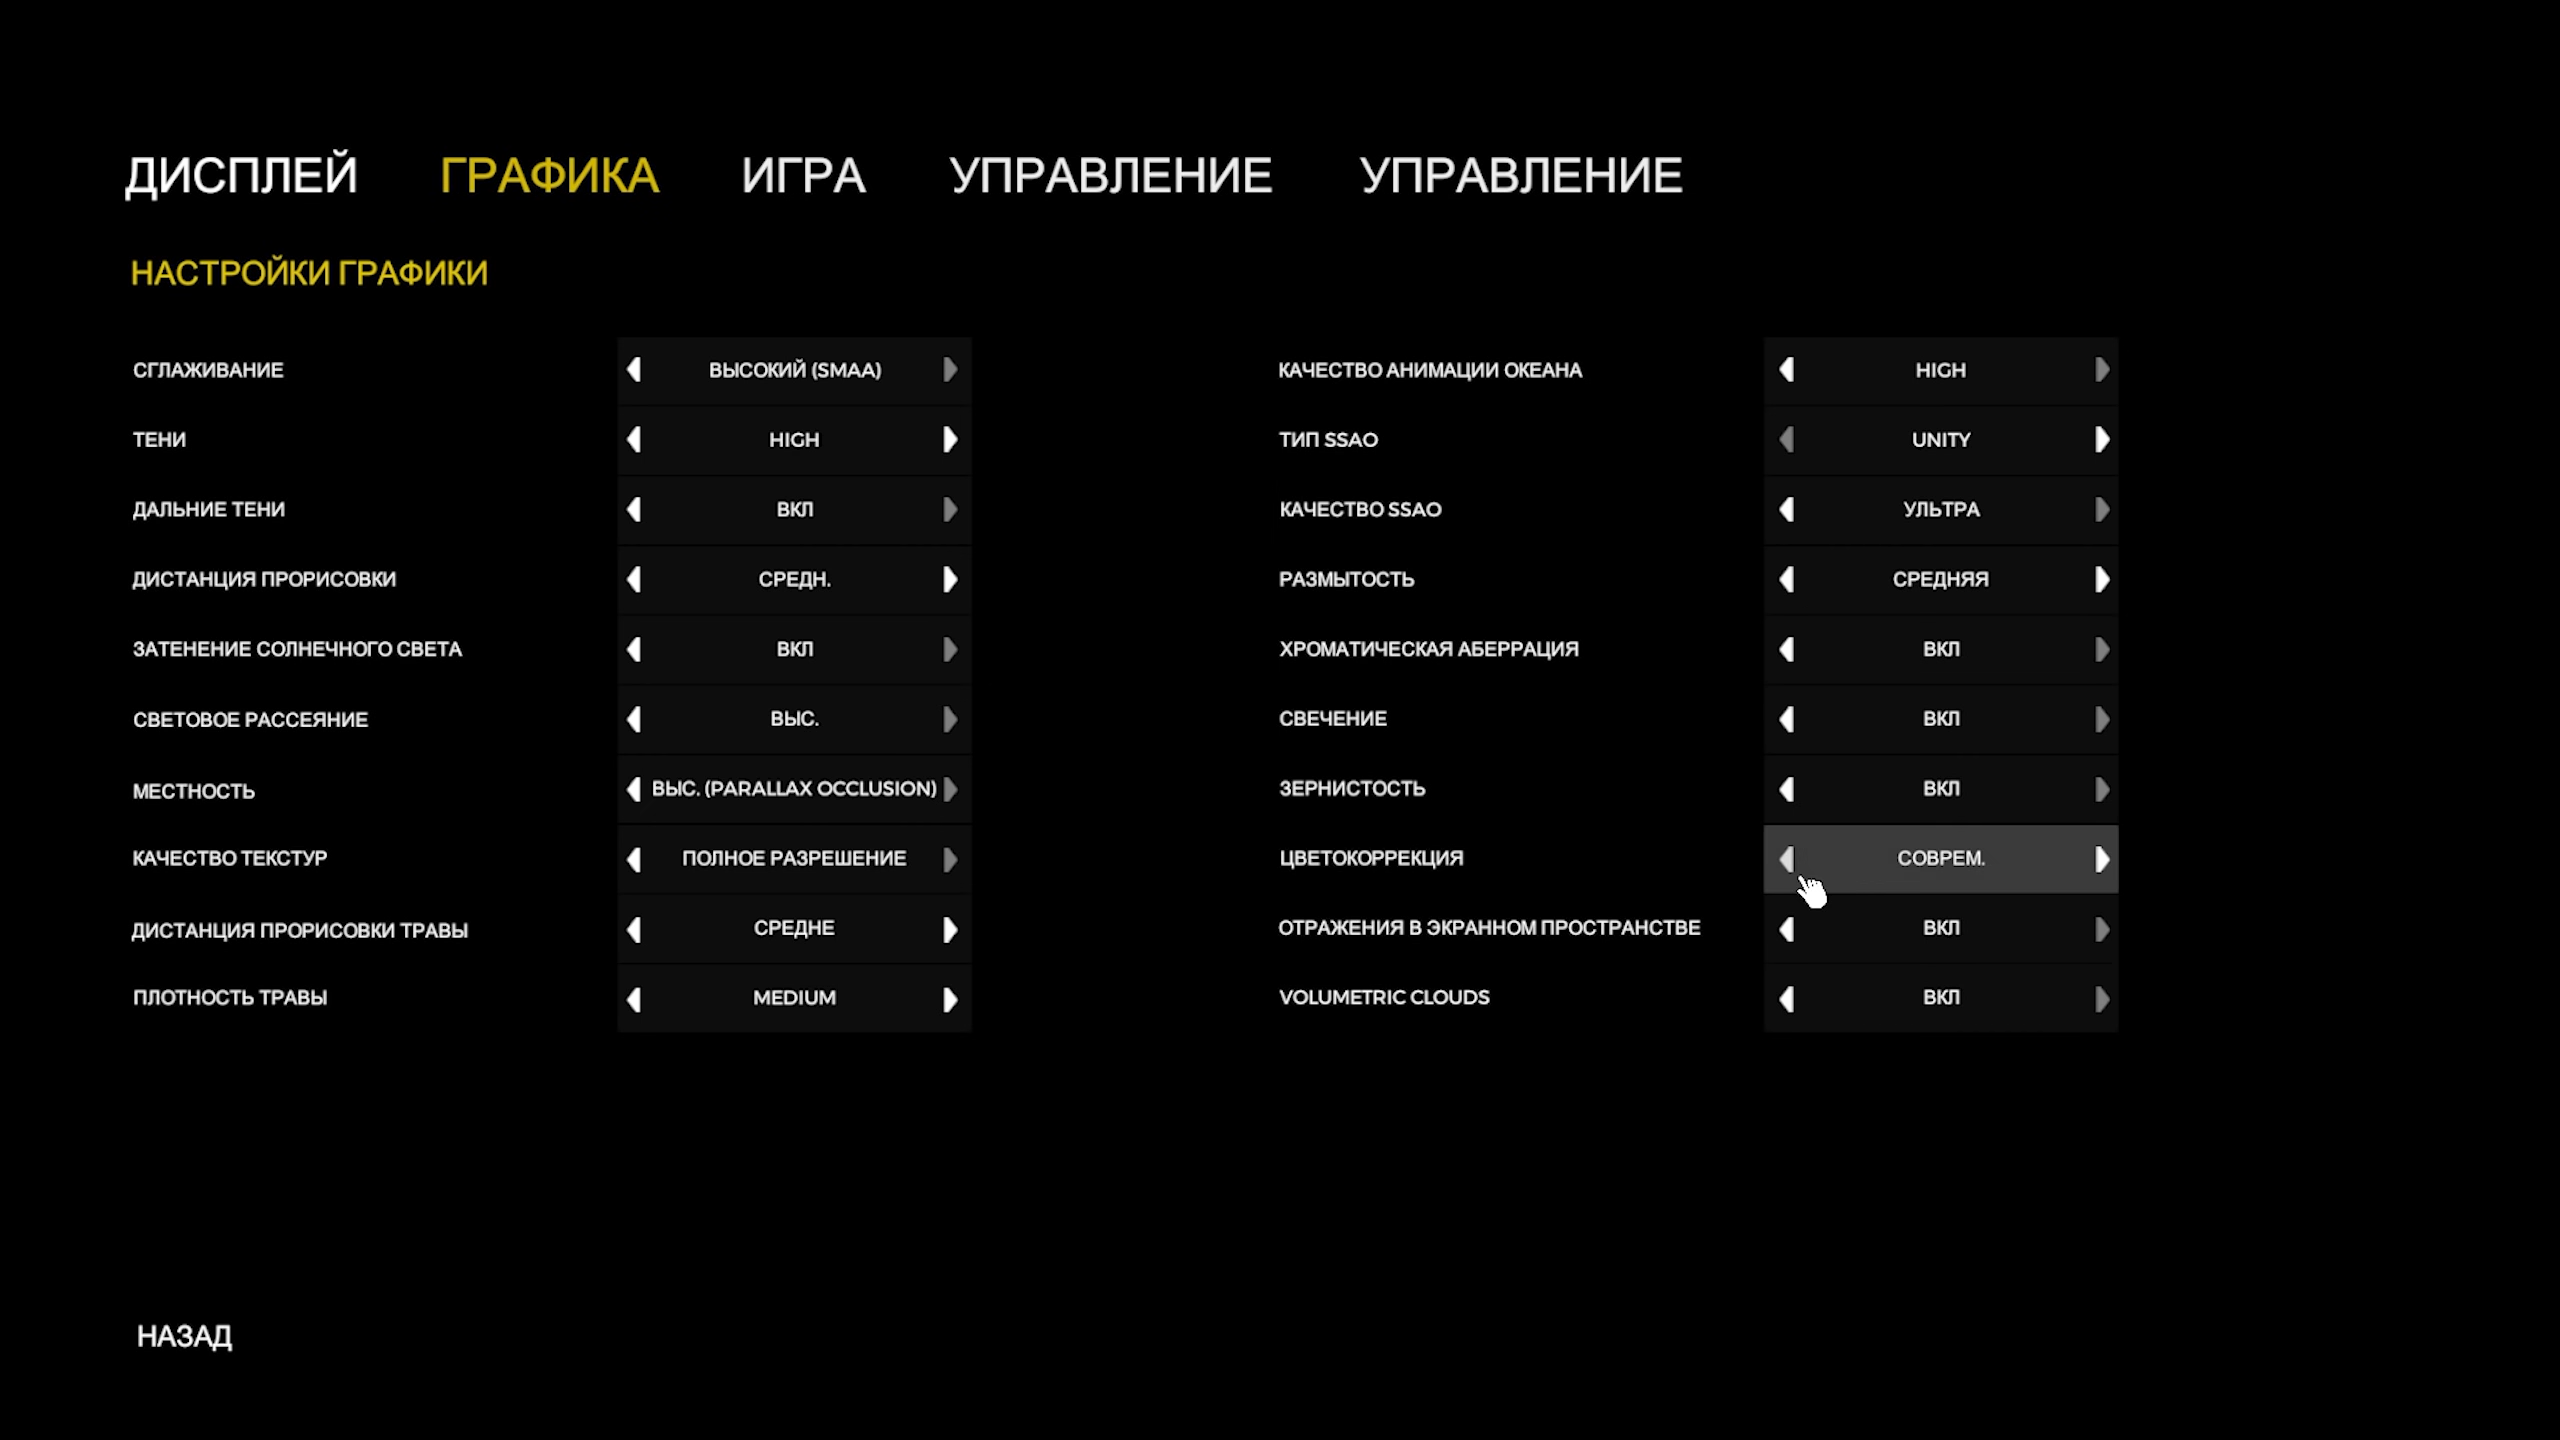 ДИСПЛЕЙ ГРАФИКА ИГРА УПРАВЛЕНИЕ УПРАВЛЕНИЕ
НАСТРОЙКИ ГРАФИКИ
СГЛАЖИВАНИЕ ВЫСОКИЙ (SMAA)
ТЕНИ HIGH
ДАЛЬНИЕ ТЕНИ ВКЛ
ДИСТАНЦИЯ ПРОРИСОВКИ СРЕДН.
ЗАТЕНЕНИЕ СОЛНЕЧНОГО СВЕТА ВКЛ
СВЕТОВОЕ РАССЕЯНИЕ ВЫС.
МЕСТНОСТЬ ВЫС. (PARALLAX OCCLUSION)
КАЧЕСТВО ТЕКСТУР ПОЛНОЕ РАЗРЕШЕНИЕ
ДИСТАНЦИЯ ПРОРИСОВКИ ТРАВЫ СРЕДНЕ
ПЛОТНОСТЬ ТРАВЫ MEDIUM
КАЧЕСТВО АНИМАЦИИ ОКЕАНА HIGH
ТИП SSAO UNITY
КАЧЕСТВО SSAO УЛЬТРА
РАЗМЫТОСТЬ СРЕДНЯЯ
ХРОМАТИЧЕСКАЯ АБЕРРАЦИЯ ВКЛ
СВЕЧЕНИЕ ВКЛ
ЗЕРНИСТОСТЬ ВКЛ
ЦВЕТОКОРРЕКЦИЯ СОВРЕМ.
ОТРАЖЕНИЯ В ЭКРАННОМ ПРОСТРАНСТВЕ ВКЛ
VOLUMETRIC CLOUDS ВКЛ
НАЗАД